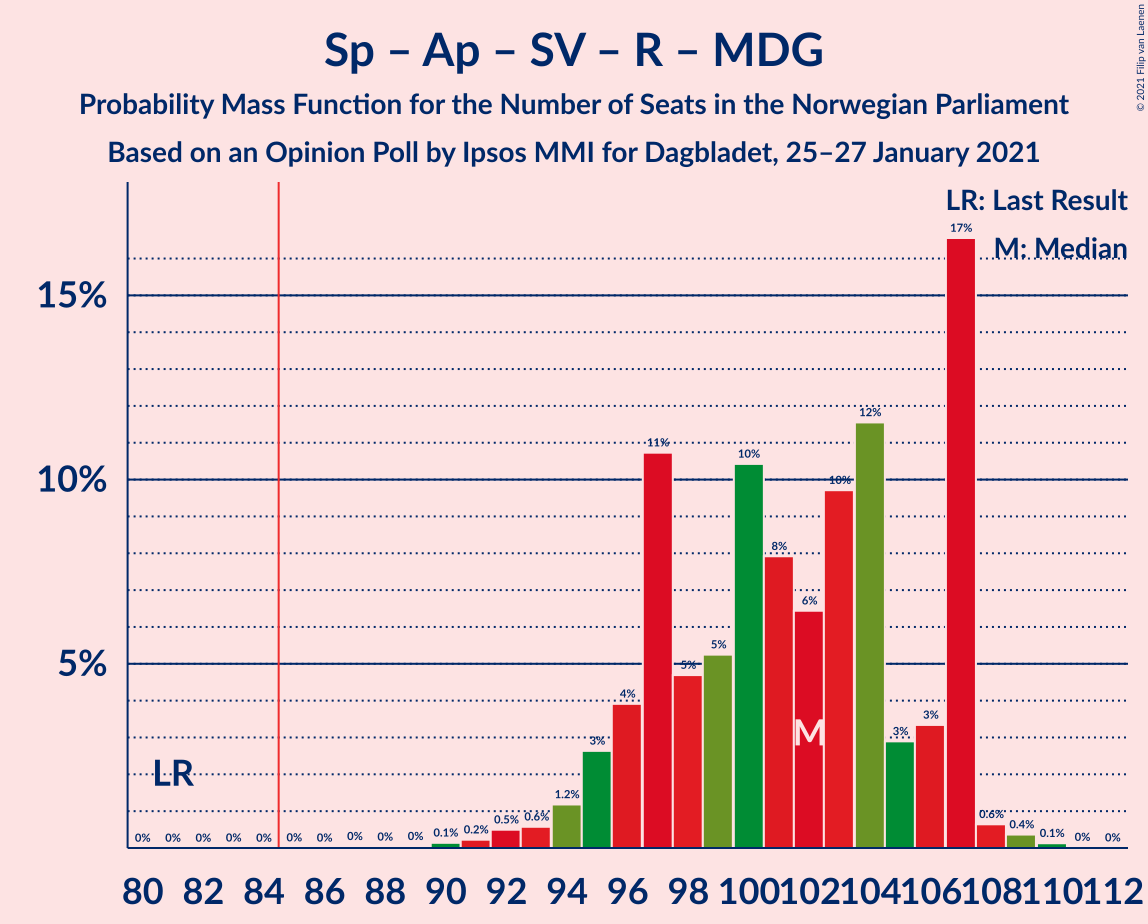 Sp – Ap – SV – R – MDG
Probability Mass Function for the Number of Seats in the Norwegian Parliament
Based on an Opinion Poll by Ipsos MMI for Dagbladet, 25–27 January 2021
© 2021 Filip van Laenen
LR: Last Result
M: Median
15%
10%
5%
LR
M
0% 0% 0% 0% 0% 0% 0% 0% 0% 0% 0.1% 0.2% 0.5% 0.6% 1.2% 3% 4% 11% 5% 5% 10% 8% 6% 10% 12% 3% 3% 17% 0.6% 0.4% 0.1% 0% 0%
80 82 84 86 88 90 92 94 96 98 100 102 104 106 108 110 112